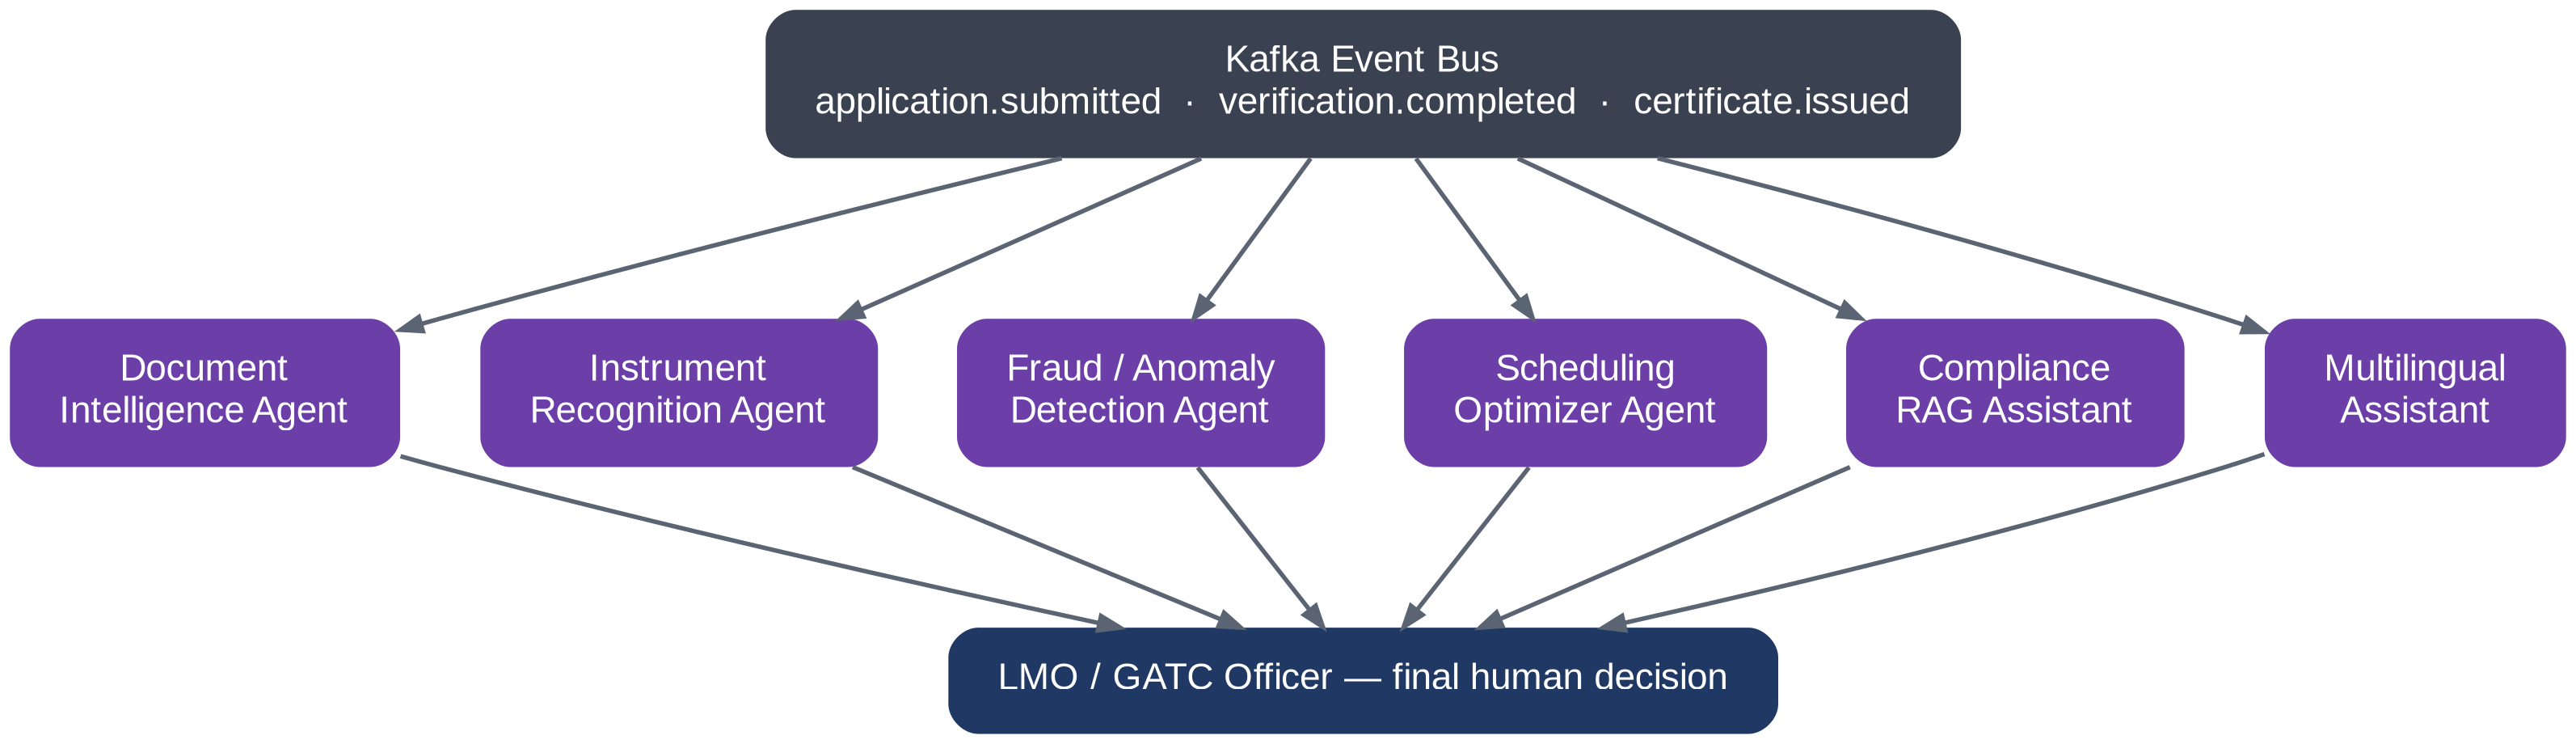 Kafka Event Bus
application.submitted · verification.completed · certificate.issued
Document
Intelligence Agent
Instrument
Recognition Agent
Fraud / Anomaly
Detection Agent
Scheduling
Optimizer Agent
Compliance
RAG Assistant
Multilingual
Assistant
LMO / GATC Officer — final human decision